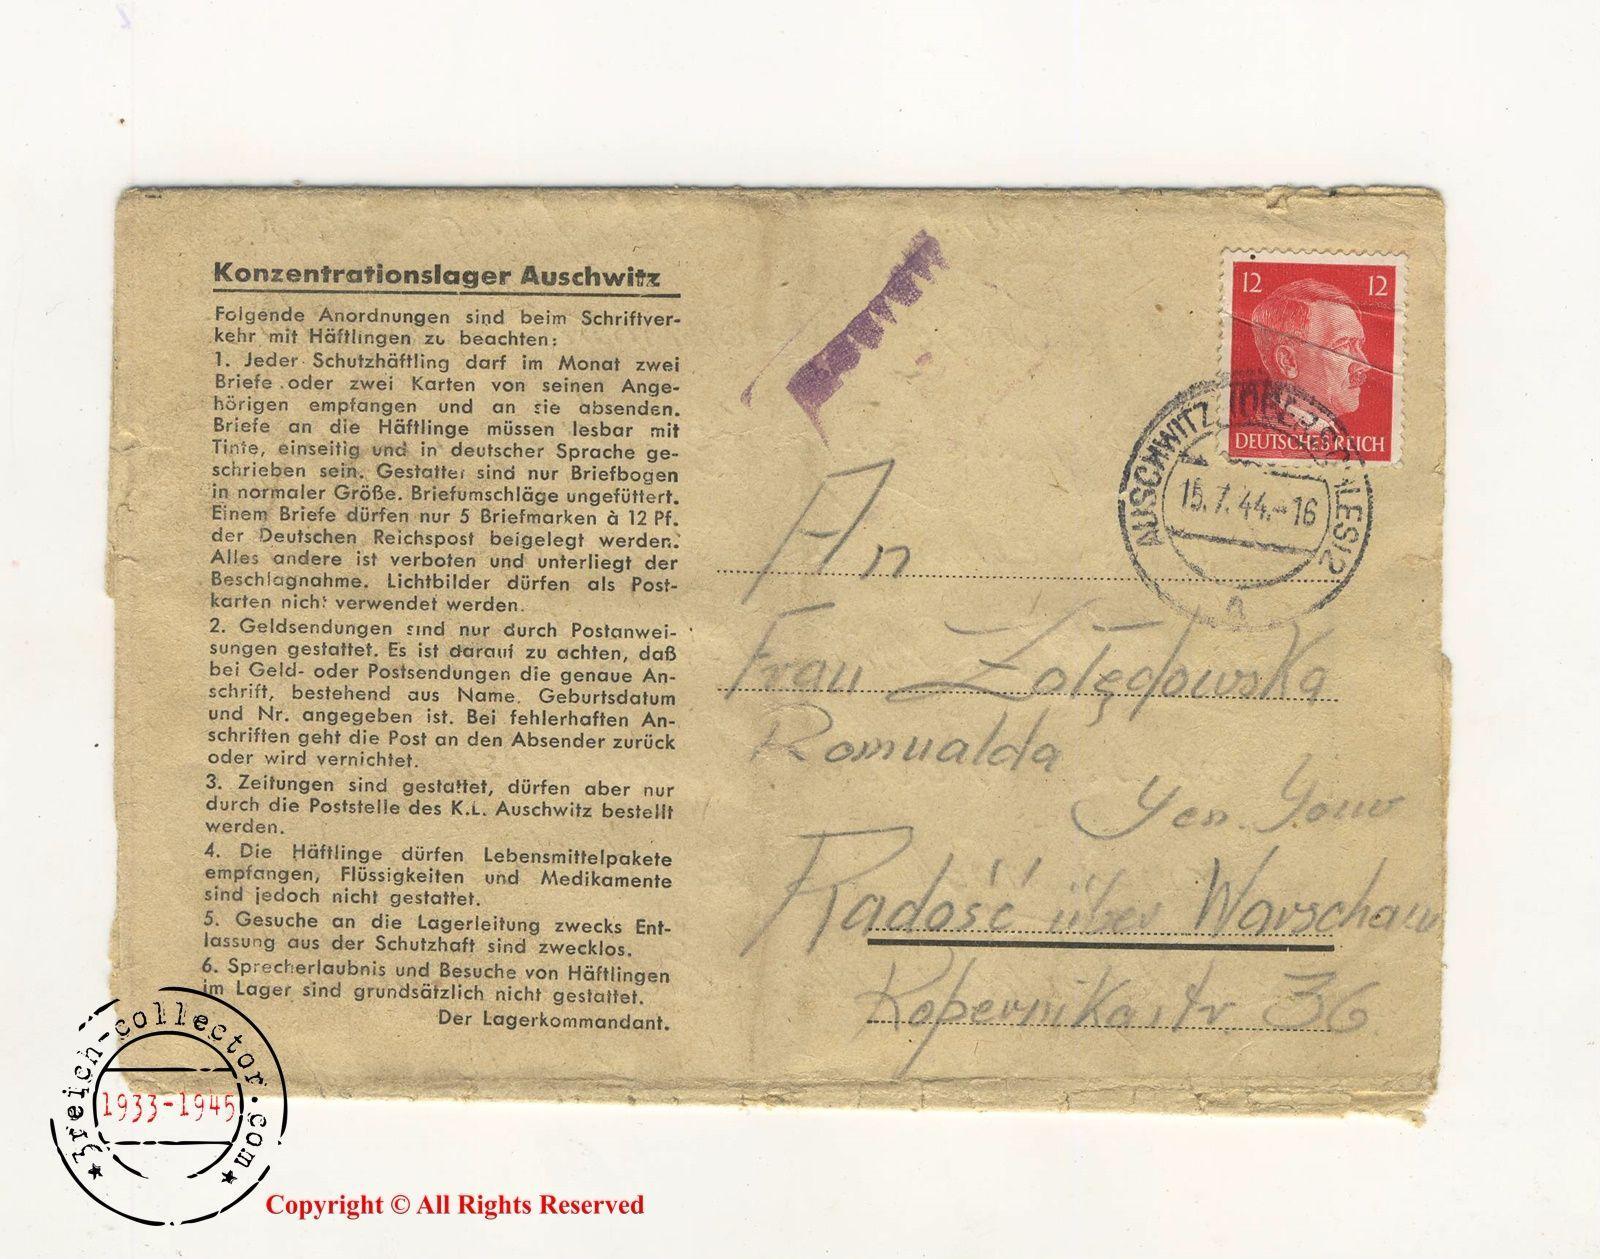 Konzentrationslager Auschwitz
Folgende Anordnungen sind beim Schriftver-
kehr mit Häftlingen zu beachten:
1. Jeder Schutzhäftling darf im Monat zwei
Briefe oder zwei Karten von seinen Ange-
hörigen empfangen und an sie absenden.
Briefe an die Häftlinge müssen lesbar mit
Tinte, einseitig und in deutscher Sprache ge-
schrieben sein. Gestattet sind nur Briefbogen
in normaler Größe. Briefumschläge ungefüttert.
Einem Briefe dürfen nur 5 Briefmarken à 12 Pf.
der Deutschen Reichspost beigelegt werden.
Alles andere ist verboten und unterliegt der
Beschlagnahme. Lichtbilder dürfen als Post-
karten nicht verwendet werden.
2. Geldsendungen sind nur durch Postanwei-
sungen gestattet. Es ist darauf zu achten, daß
bei Geld- oder Postsendungen die genaue An-
schrift, bestehend aus Name, Geburtsdatum
und Nr. angegeben ist. Bei fehlerhaften An-
schriften geht die Post an den Absender zurück
oder wird vernichtet.
3. Zeitungen sind gestattet, dürfen aber nur
durch die Poststelle des K.L. Auschwitz bestellt
werden.
4. Die Häftlinge dürfen Lebensmittelpakete
empfangen, Flüssigkeiten und Medikamente
sind jedoch nicht gestattet.
5. Gesuche an die Lagerleitung zwecks Ent-
lassung aus der Schutzhaft sind zwecklos.
6. Sprecherlaubnis und Besuche von Häftlingen
im Lager sind grundsätzlich nicht gestattet.
Der Lagerkommandant.
12 12
DEUTSCHES REICH
AUSCHWITZ (OBERSCHLES) 2
15.7.44.-16
a
An
Frau Zolędowska
Romualda
Radość über Warschau
Kopernikastr. 36
3reich-collector.com
1933-1945
Copyright © All Rights Reserved